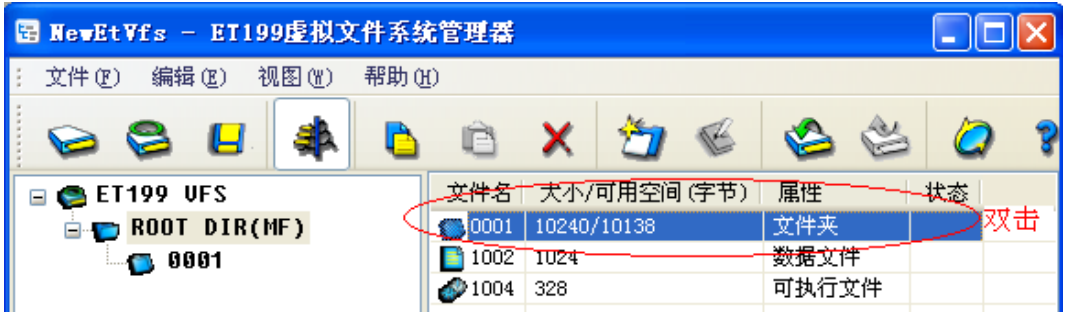 NewEtVfs - ET199虚拟文件系统管理器
文件(F) 编辑(E) 视图(W) 帮助(H)
ET199 VFS
ROOT DIR(MF)
0001
文件名 大小/可用空间(字节) 属性 状态
0001 10240/10138 文件夹 双击
1002 1024 数据文件
1004 328 可执行文件